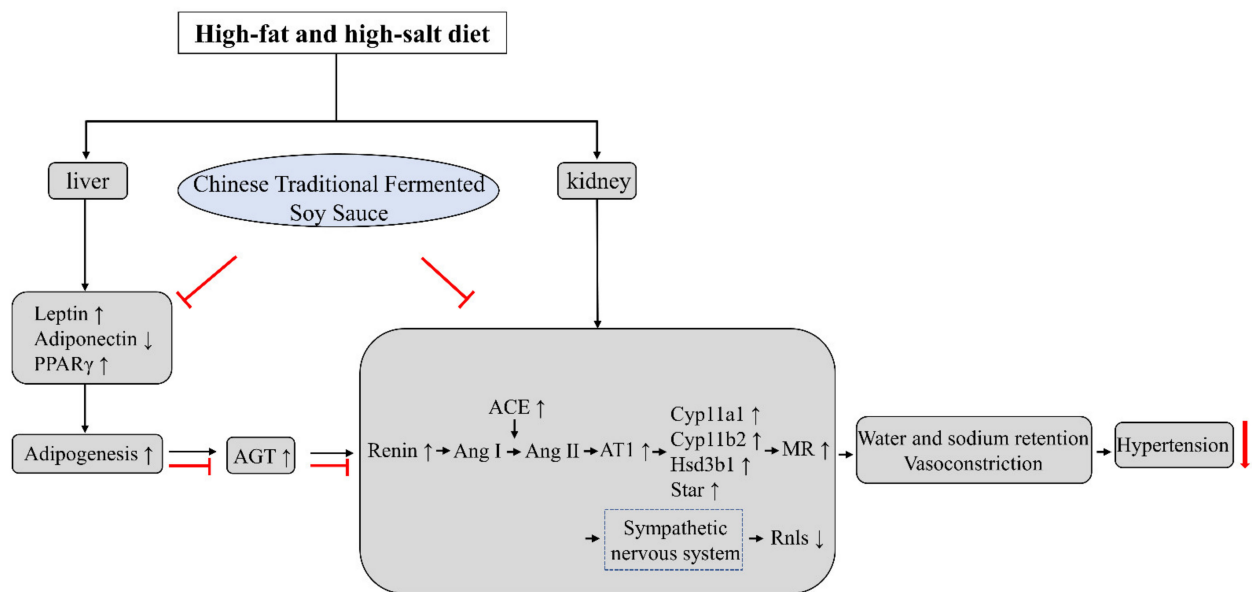 High-fat and high-salt diet
liver
Chinese Traditional Fermented
Soy Sauce
kidney
Leptin ↑
Adiponectin ↓
PPARγ ↑
Adipogenesis ↑
AGT ↑
Renin ↑
Ang I
ACE ↑
Ang II
AT1 ↑
Cyp11a1 ↑
Cyp11b2 ↑
Hsd3b1 ↑
Star ↑
MR ↑
Sympathetic
nervous system
Rnls ↓
Water and sodium retention
Vasoconstriction
Hypertension